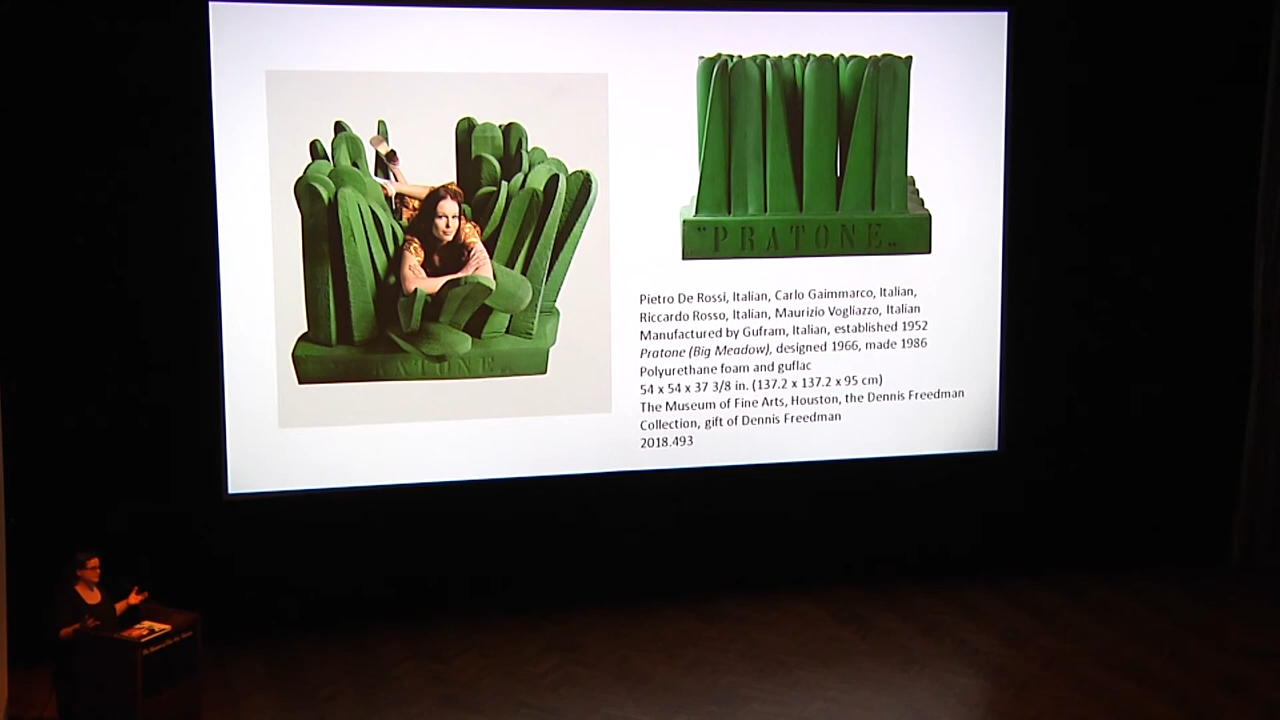 "PRATONE„
PRATONE
Pietro De Rossi, Italian, Carlo Gaimmarco, Italian,
Riccardo Rosso, Italian, Maurizio Vogliazzo, Italian
Manufactured by Gufram, Italian, established 1952
Pratone (Big Meadow), designed 1966, made 1986
Polyurethane foam and guflac
54 x 54 x 37 3/8 in. (137.2 x 137.2 x 95 cm)
The Museum of Fine Arts, Houston, the Dennis Freedman
Collection, gift of Dennis Freedman
2018.493